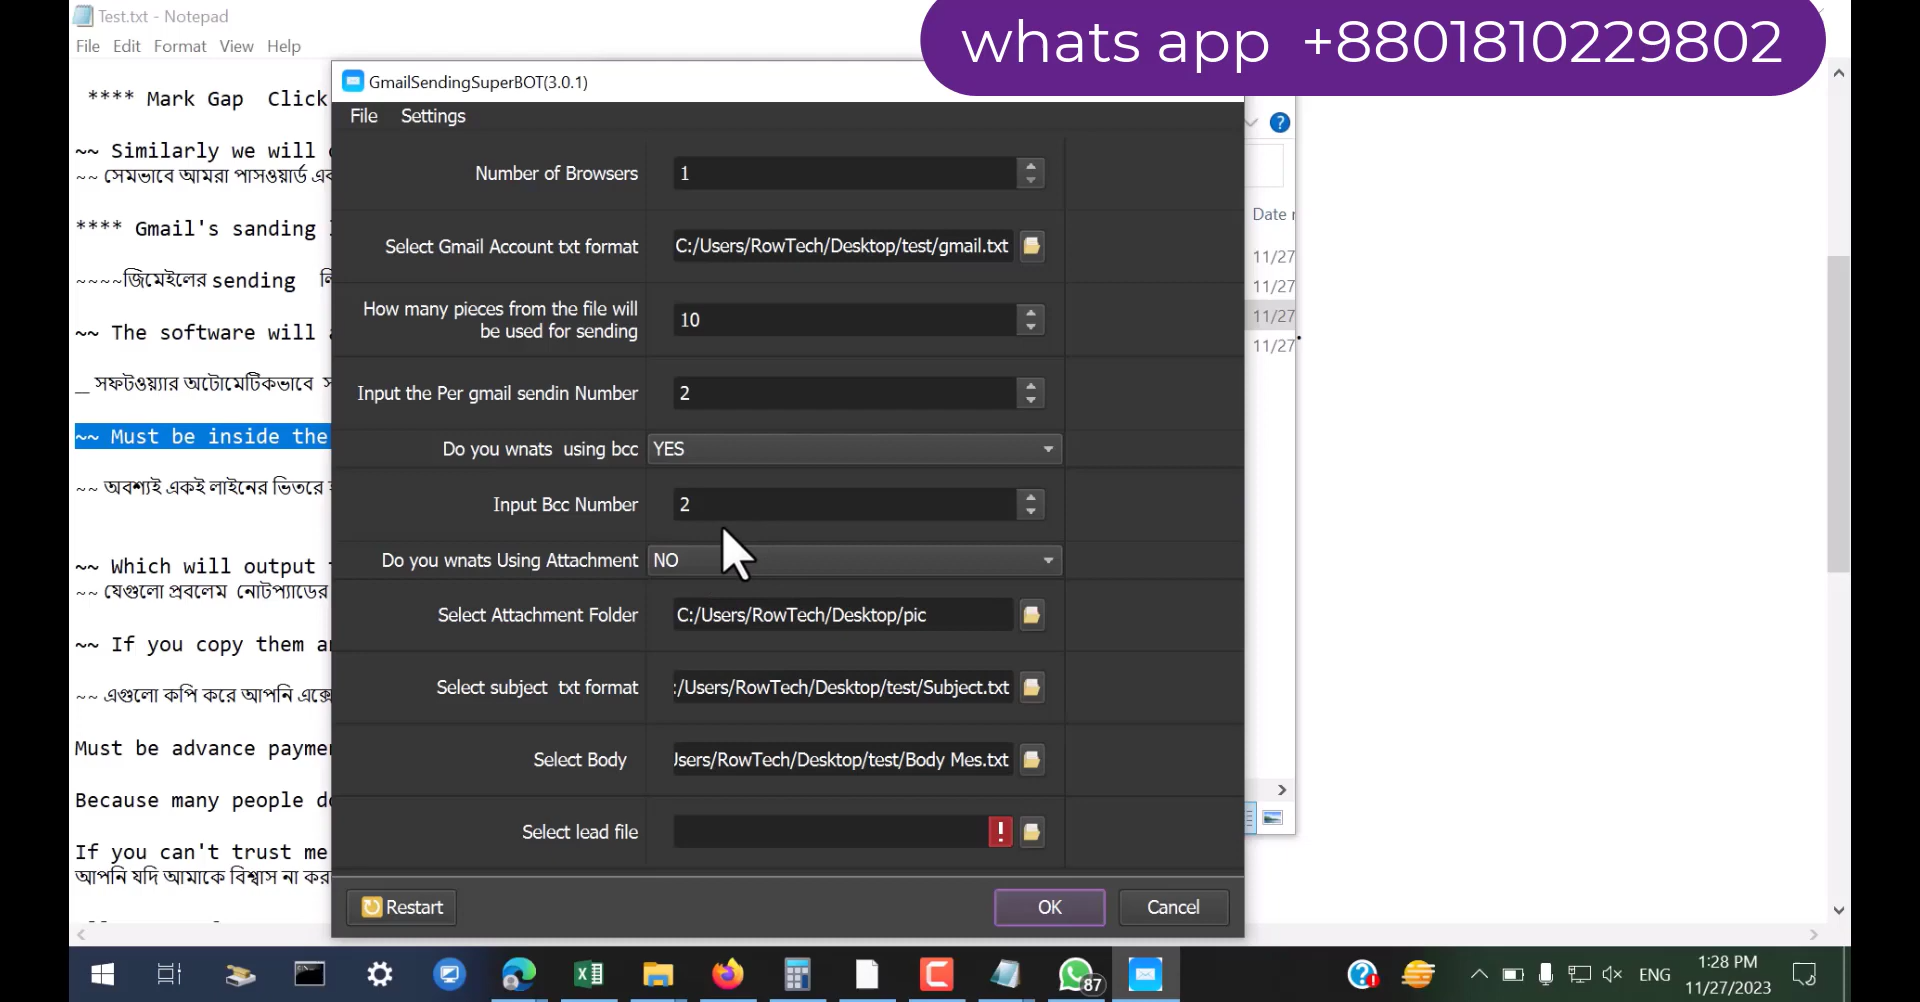 Test.txt - Notepad
whats app +8801810229802
File Edit Format View Help
GmailSendingSuperBOT(3.0.1)
**** Mark Gap Click
File Settings
~~ Similarly we will
~~ সেমভাবে আমরা পাসওয়ার্ড
Number of Browsers 1
Date
**** Gmail's sanding
Select Gmail Account txt format C:/Users/RowTech/Desktop/test/gmail.txt
11/27
~~~~জিমেইলের sending
11/27
How many pieces from the file will
be used for sending 10
11/27
~~ The software will
11/27
_ সফটওয়্যার অটোমেটিকভাবে
Input the Per gmail sendin Number 2
~~ Must be inside the
Do you wnats using bcc YES
~~ অবশ্যই একই লাইনের ভিতরে
Input Bcc Number 2
~~ Which will output
Do you wnats Using Attachment NO
~~ যেগুলো প্রবলেম নোটপ্যাডের
Select Attachment Folder C:/Users/RowTech/Desktop/pic
~~ If you copy them
Select subject txt format :/Users/RowTech/Desktop/test/Subject.txt
~~ এগুলো কপি করে আপনি
Must be advance
Select Body Users/RowTech/Desktop/test/Body Mes.txt
Because many people
Select lead file !
If you can't trust me
আপনি যদি আমাকে বিশ্বাস না
Restart OK Cancel
87
ENG
1:28 PM
11/27/2023